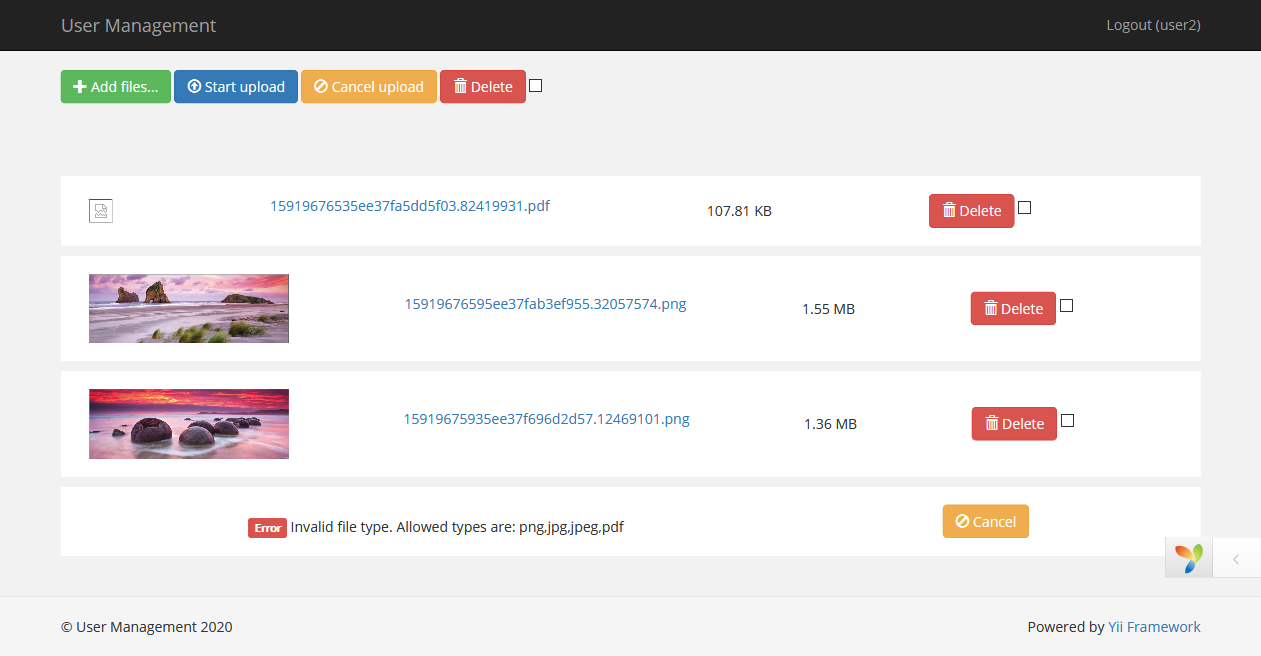 User Management
Logout (user2)
Add files...
Start upload
Cancel upload
Delete
15919676535ee37fa5dd5f03.82419931.pdf
107.81 KB
Delete
15919676595ee37fab3ef955.32057574.png
1.55 MB
Delete
15919675935ee37f696d2d57.12469101.png
1.36 MB
Delete
Error Invalid file type. Allowed types are: png,jpg,jpeg,pdf
Cancel
© User Management 2020
Powered by Yii Framework